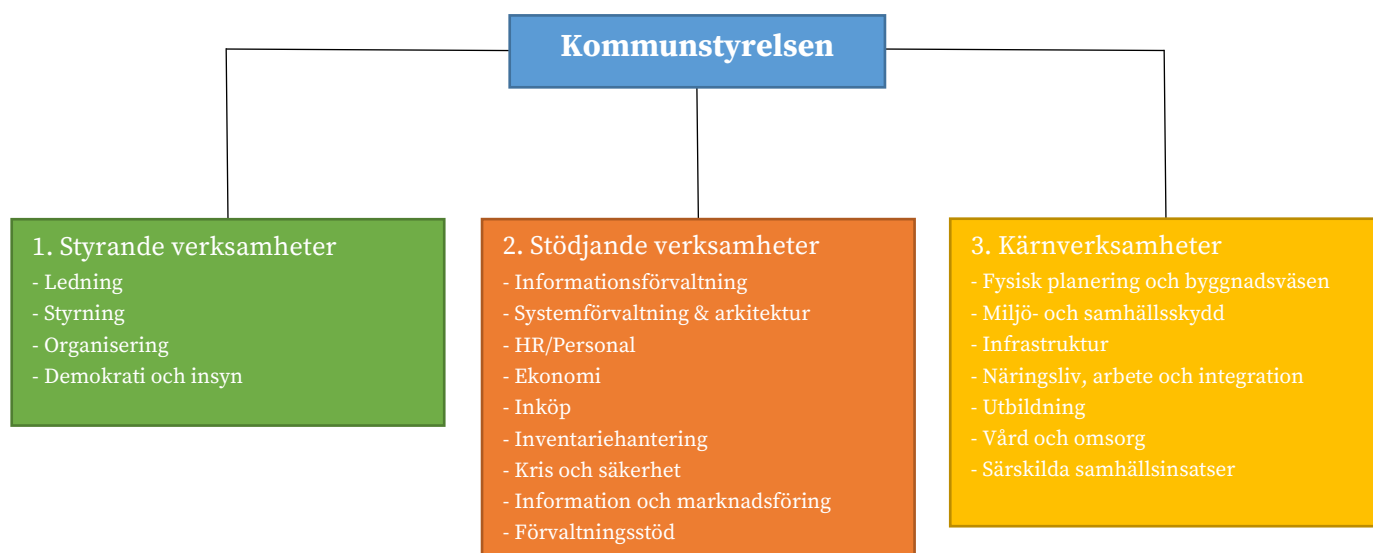 Kommunstyrelsen
1. Styrande verksamheter
- Ledning
- Styrning
- Organisering
- Demokrati och insyn
2. Stödjande verksamheter
- Informationsförvaltning
- Systemförvaltning & arkitektur
- HR/Personal
- Ekonomi
- Inköp
- Inventariehantering
- Kris och säkerhet
- Information och marknadsföring
- Förvaltningsstöd
3. Kärnverksamheter
- Fysisk planering och byggnadsväsen
- Miljö- och samhällsskydd
- Infrastruktur
- Näringsliv, arbete och integration
- Utbildning
- Vård och omsorg
- Särskilda samhällsinsatser